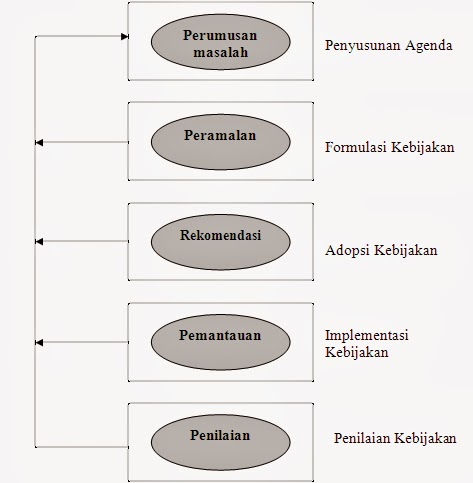 Perumusan
masalah
Penyusunan Agenda
Peramalan
Formulasi Kebijakan
Rekomendasi
Adopsi Kebijakan
Pemantauan
Implementasi
Kebijakan
Penilaian
Penilaian Kebijakan